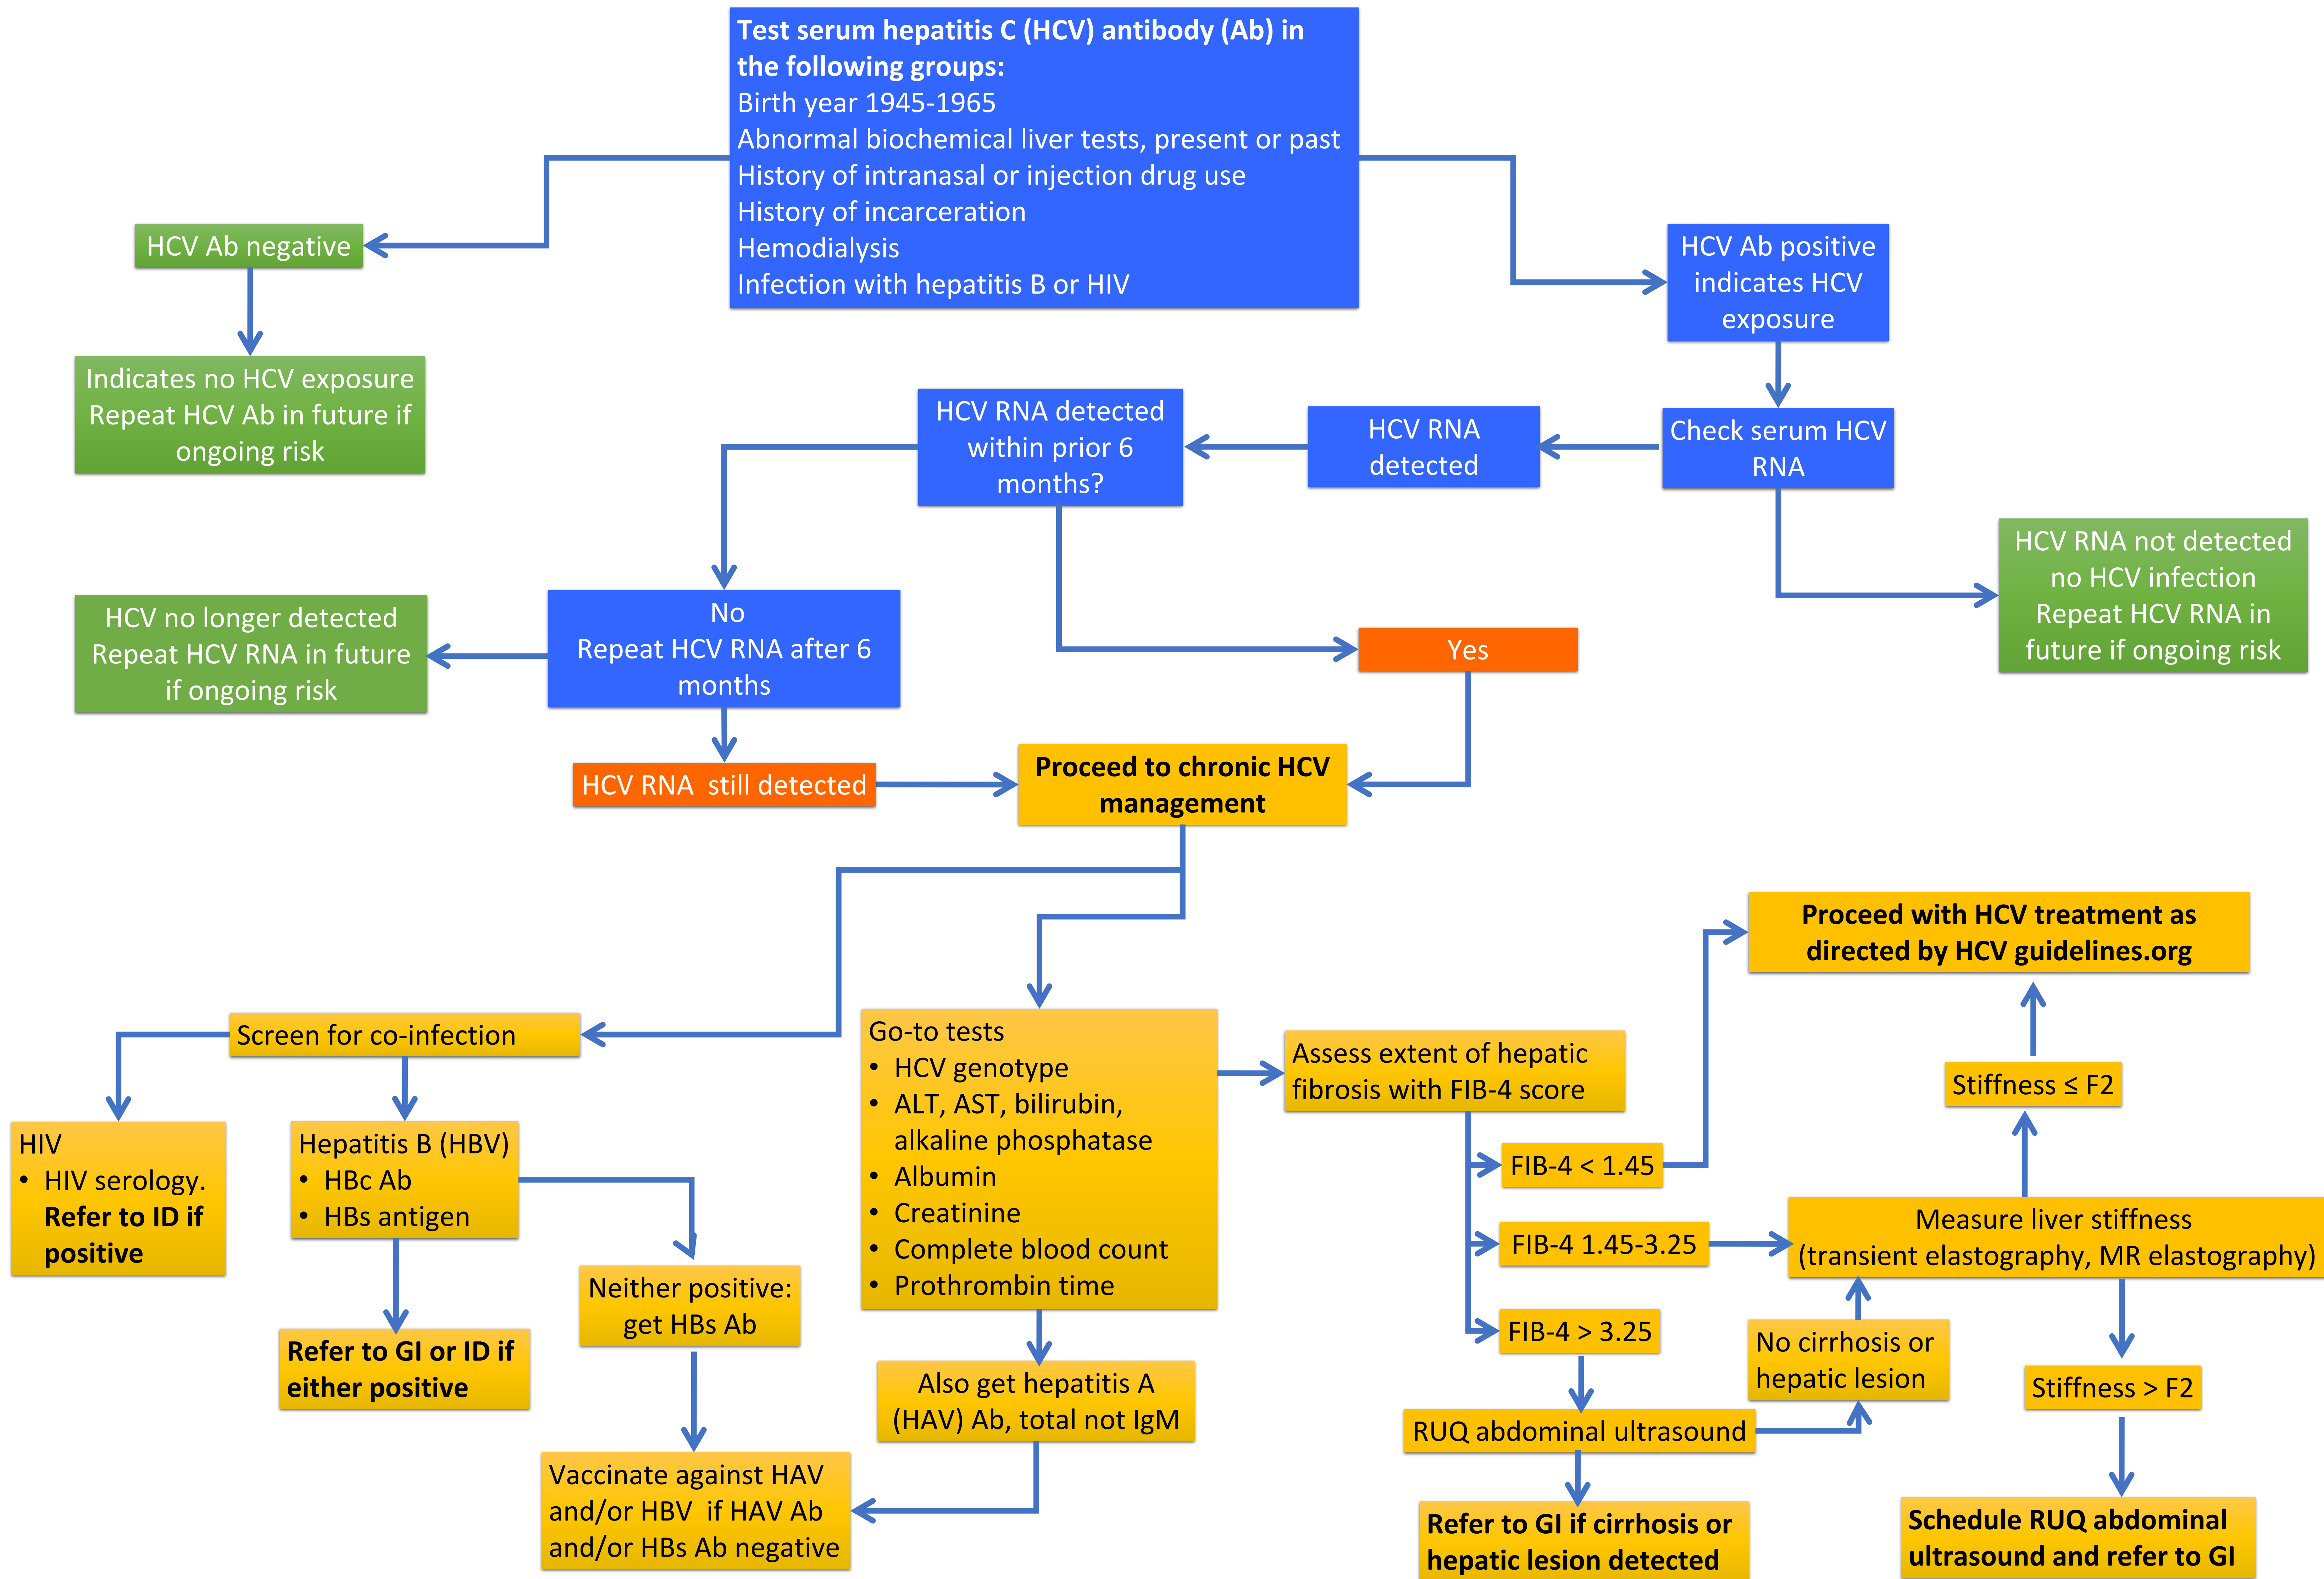 Test serum hepatitis C (HCV) antibody (Ab) in
the following groups:
Birth year 1945-1965
Abnormal biochemical liver tests, present or past
History of intranasal or injection drug use
History of incarceration
Hemodialysis
Infection with hepatitis B or HIV
HCV Ab negative
Indicates no HCV exposure
Repeat HCV Ab in future if
ongoing risk
HCV Ab positive
indicates HCV
exposure
Check serum HCV
RNA
HCV RNA
detected
HCV RNA detected
within prior 6
months?
HCV RNA not detected
no HCV infection
Repeat HCV RNA in
future if ongoing risk
No
Repeat HCV RNA after 6
months
HCV no longer detected
Repeat HCV RNA in future
if ongoing risk
Yes
HCV RNA still detected
Proceed to chronic HCV
management
Screen for co-infection
HIV
• HIV serology.
Refer to ID if
positive
Hepatitis B (HBV)
• HBc Ab
• HBs antigen
Refer to GI or ID if
either positive
Neither positive:
get HBs Ab
Vaccinate against HAV
and/or HBV if HAV Ab
and/or HBs Ab negative
Go-to tests
• HCV genotype
• ALT, AST, bilirubin,
alkaline phosphatase
• Albumin
• Creatinine
• Complete blood count
• Prothrombin time
Also get hepatitis A
(HAV) Ab, total not IgM
Assess extent of hepatic
fibrosis with FIB-4 score
FIB-4 < 1.45
FIB-4 1.45-3.25
FIB-4 > 3.25
RUQ abdominal ultrasound
Refer to GI if cirrhosis or
hepatic lesion detected
No cirrhosis or
hepatic lesion
Measure liver stiffness
(transient elastography, MR elastography)
Stiffness ≤ F2
Proceed with HCV treatment as
directed by HCV guidelines.org
Stiffness > F2
Schedule RUQ abdominal
ultrasound and refer to GI